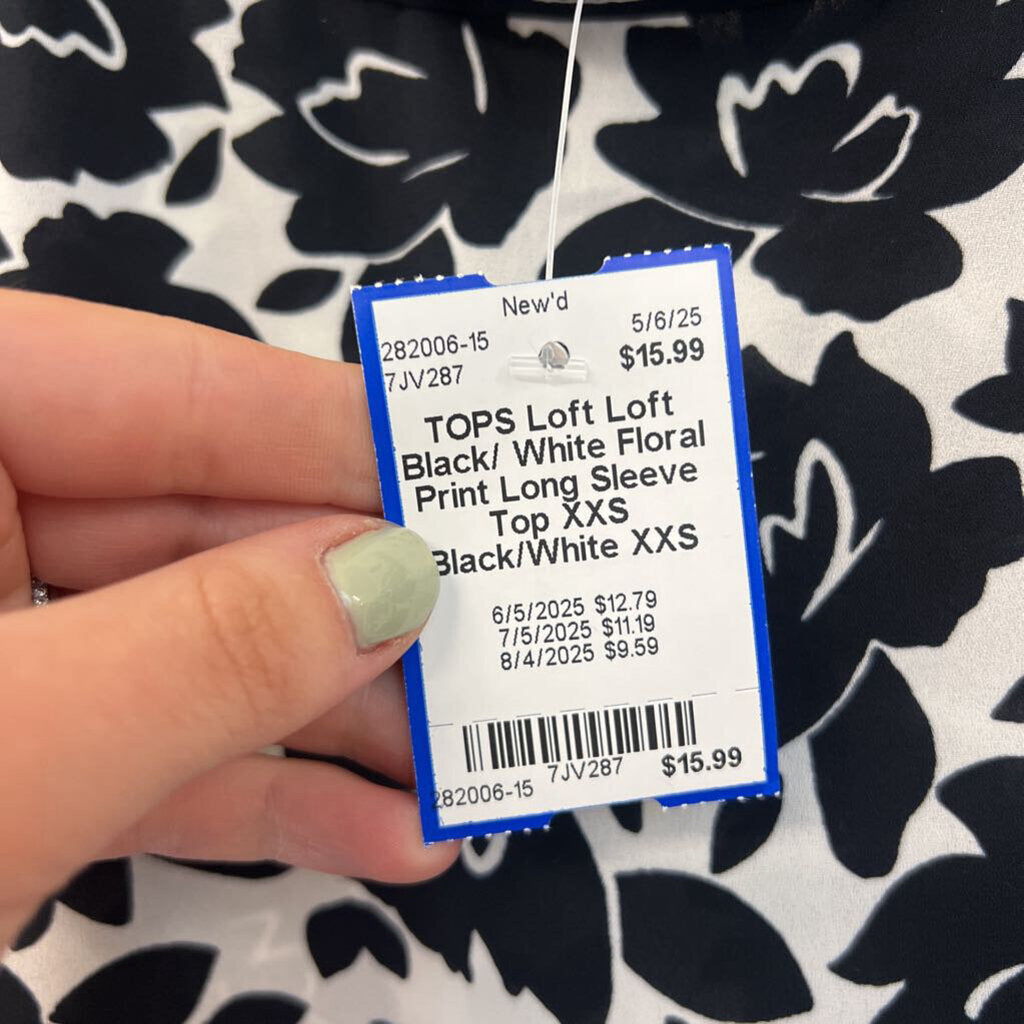 New'd
282006-15 5/6/25
7JV287 $15.99
TOPS Loft Loft
Black/ White Floral
Print Long Sleeve
Top XXS
Black/White XXS
6/5/2025 $12.79
7/5/2025 $11.19
8/4/2025 $9.59
282006-15 7JV287 $15.99